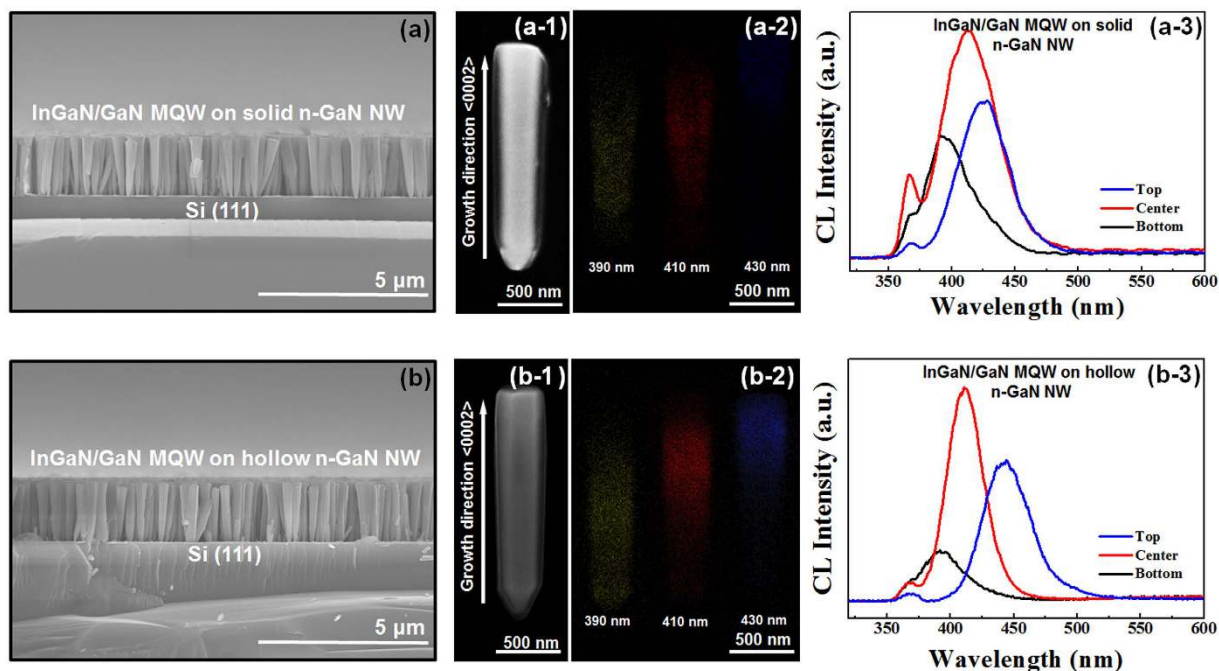 (a)
InGaN/GaN MQW on solid n-GaN NW
Si (111)
5 µm
(a-1)
Growth direction <0002>
500 nm
(a-2)
390 nm
410 nm
430 nm
500 nm
InGaN/GaN MQW on solid
n-GaN NW
(a-3)
CL Intensity (a.u.)
Top
Center
Bottom
350 400 450 500 550 600
Wavelength (nm)
(b)
InGaN/GaN MQW on hollow n-GaN NW
Si (111)
5 µm
(b-1)
Growth direction <0002>
500 nm
(b-2)
390 nm
410 nm
430 nm
500 nm
InGaN/GaN MQW on hollow
n-GaN NW
(b-3)
CL Intensity (a.u.)
Top
Center
Bottom
350 400 450 500 550 600
Wavelength (nm)